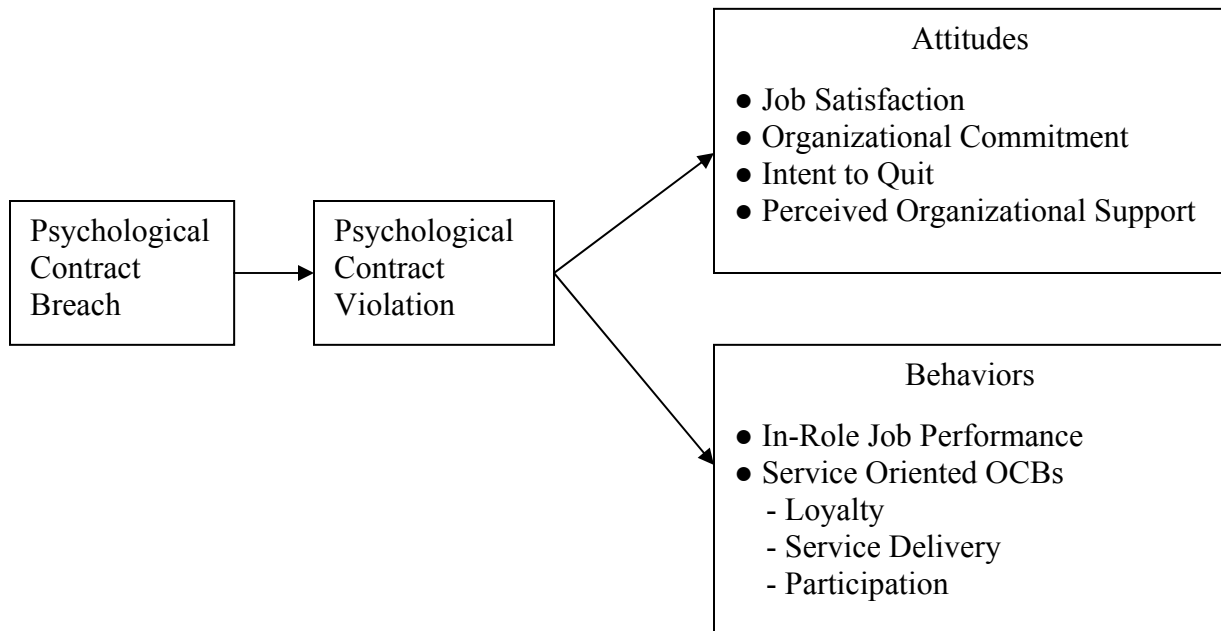 Psychological
Contract
Breach
Psychological
Contract
Violation
Attitudes
● Job Satisfaction
● Organizational Commitment
● Intent to Quit
● Perceived Organizational Support
Behaviors
● In-Role Job Performance
● Service Oriented OCBs
- Loyalty
- Service Delivery
- Participation